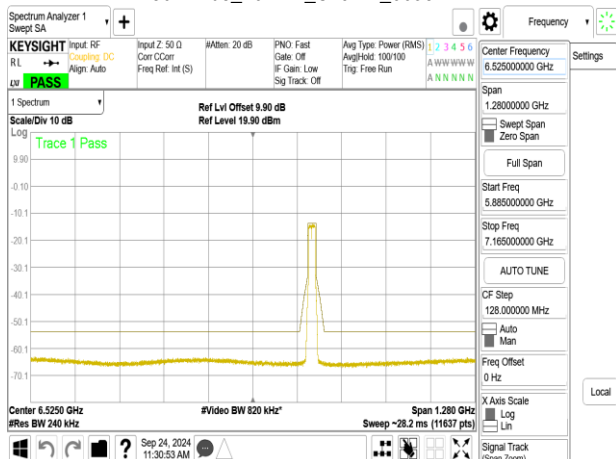 Spectrum Analyzer 1
Swept SA
Frequency
KEYSIGHT
Input: RF
Coupling: DC
Align: Auto
Input Z: 50 Ω
Corr CCorr
Freq Ref: Int (S)
#Atten: 20 dB
PNO: Fast
Gate: Off
IF Gain: Low
Sig Track: Off
Avg Type: Power (RMS)
Avg|Hold: 100/100
Trig: Free Run
1 2 3 4 5 6
A W W W W W
A N N N N N
RL
LXI
PASS
Center Frequency
6.525000000 GHz
Settings
Span
1.28000000 GHz
Swept Span
Zero Span
Full Span
Start Freq
5.885000000 GHz
Stop Freq
7.165000000 GHz
AUTO TUNE
CF Step
128.000000 MHz
Auto
Man
Freq Offset
0 Hz
X Axis Scale
Log
Lin
Local
Signal Track
(Span Zoom)
1 Spectrum
Scale/Div 10 dB
Ref Lvl Offset 9.90 dB
Ref Level 19.90 dBm
Log
Trace 1 Pass
9.90
-0.10
-10.1
-20.1
-30.1
-40.1
-50.1
-60.1
-70.1
Center 6.5250 GHz
#Res BW 240 kHz
#Video BW 820 kHz*
Span 1.280 GHz
Sweep ~28.2 ms (11637 pts)
?
Sep 24, 2024
11:30:53 AM